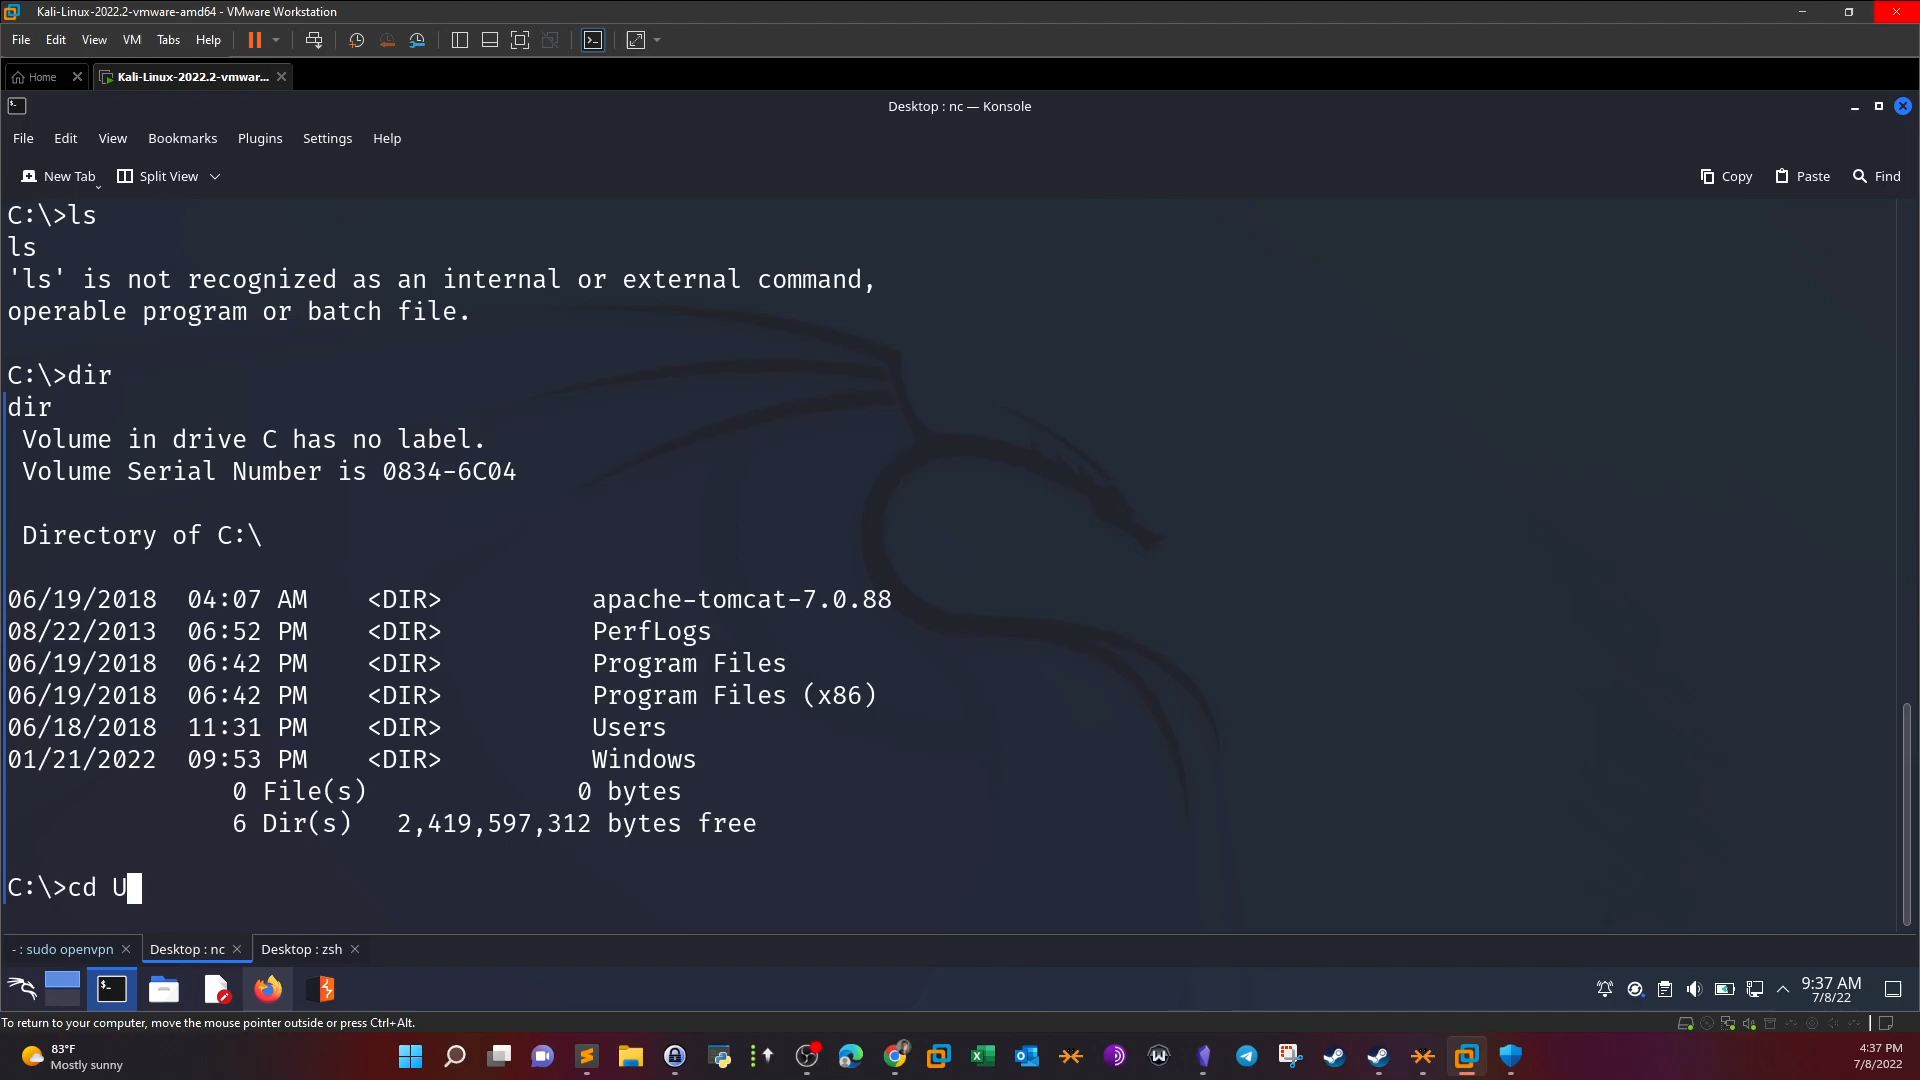 Kali-Linux-2022.2-vmware-amd64 - VMware Workstation
File Edit View VM Tabs Help
Home
Kali-Linux-2022.2-vmwar...
Desktop : nc — Konsole
File Edit View Bookmarks Plugins Settings Help
New Tab Split View Copy Paste Find
C:\>ls
ls
'ls' is not recognized as an internal or external command,
operable program or batch file.
C:\>dir
dir
Volume in drive C has no label.
Volume Serial Number is 0834-6C04
Directory of C:\
06/19/2018 04:07 AM <DIR> apache-tomcat-7.0.88
08/22/2013 06:52 PM <DIR> PerfLogs
06/19/2018 06:42 PM <DIR> Program Files
06/19/2018 06:42 PM <DIR> Program Files (x86)
06/18/2018 11:31 PM <DIR> Users
01/21/2022 09:53 PM <DIR> Windows
0 File(s) 0 bytes
6 Dir(s) 2,419,597,312 bytes free
C:\>cd U
- : sudo openvpn Desktop : nc Desktop : zsh
9:37 AM
7/8/22
To return to your computer, move the mouse pointer outside or press Ctrl+Alt.
83°F
Mostly sunny
4:37 PM
7/8/2022